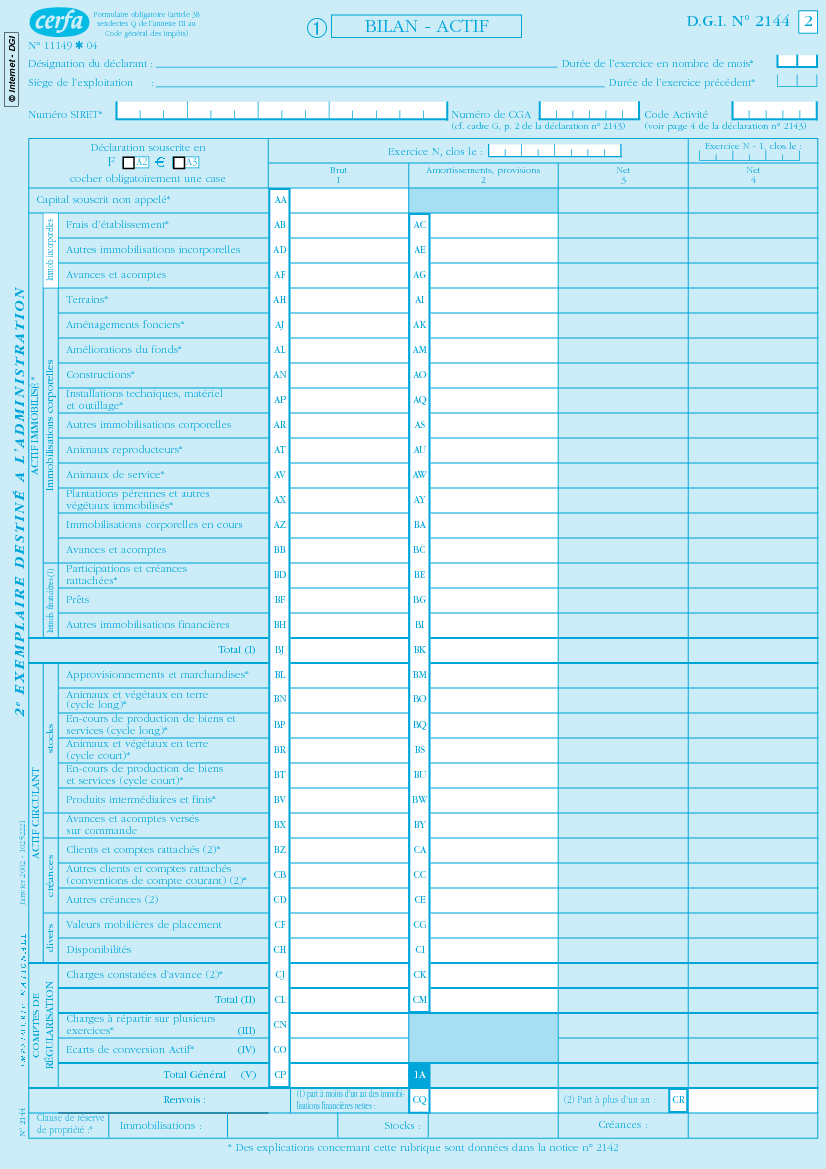 cerfa
Formulaire obligatoire (article 38
sexdecies Q de l'annexe III au
Code général des impôts)
N° 11149 ✱ 04
1 BILAN - ACTIF
D.G.I. N° 2144 2
© Internet - DGI
Désignation du déclarant :
Durée de l'exercice en nombre de mois*
Siège de l'exploitation :
Durée de l'exercice précédent*
Numéro SIRET*
Numéro de CGA
(cf. cadre G, p. 2 de la déclaration n° 2143)
Code Activité
(voir page 4 de la déclaration n° 2143)
Déclaration souscrite en
F A2 € A3
cocher obligatoirement une case
Exercice N, clos le :
Exercice N - 1, clos le :
Brut
1
Amortissements, provisions
2
Net
3
Net
4
Capital souscrit non appelé* AA
ACTIF IMMOBILISÉ *
Immob incorporelles
Frais d'établissement* AB AC
Autres immobilisations incorporelles AD AE
Avances et acomptes AF AG
Immobilisations corporelles
Terrains* AH AI
Aménagements fonciers* AJ AK
Améliorations du fonds* AL AM
Constructions* AN AO
Installations techniques, matériel
et outillage* AP AQ
Autres immobilisations corporelles AR AS
Animaux reproducteurs* AT AU
Animaux de service* AV AW
Plantations pérennes et autres
végétaux immobilisés* AX AY
Immobilisations corporelles en cours AZ BA
Avances et acomptes BB BC
Immob. financières (1)
Participations et créances
rattachées* BD BE
Prêts BF BG
Autres immobilisations financières BH BI
Total (I) BJ BK
ACTIF CIRCULANT
stocks
Approvisionnements et marchandises* BL BM
Animaux et végétaux en terre
(cycle long)* BN BO
En-cours de production de biens et
services (cycle long)* BP BQ
Animaux et végétaux en terre
(cycle court)* BR BS
En-cours de production de biens
et services (cycle court)* BT BU
Produits intermédiaires et finis* BV BW
Avances et acomptes versés
sur commande BX BY
créances
Clients et comptes rattachés (2)* BZ CA
Autres clients et comptes rattachés
(conventions de compte courant) (2)* CB CC
Autres créances (2) CD CE
divers
Valeurs mobilières de placement CF CG
Disponibilités CH CI
COMPTES DE
RÉGULARISATION
Charges constatées d'avance (2)* CJ CK
Total (II) CL CM
Charges à répartir sur plusieurs
exercices* (III) CN
Ecarts de conversion Actif* (IV) CO
Total Général (V) CP 1A
Renvois :
(1) part à moins d'un an des immobi-
lisations financières nettes : CQ
(2) Part à plus d'un an : CR
Clause de réserve
de propriété :*
Immobilisations :
Stocks :
Créances :
* Des explications concernant cette rubrique sont données dans la notice n° 2142
2e EXEMPLAIRE DESTINÉ A L'ADMINISTRATION
Janvier 2002 - 10252221
NATIONALE
N° 2144